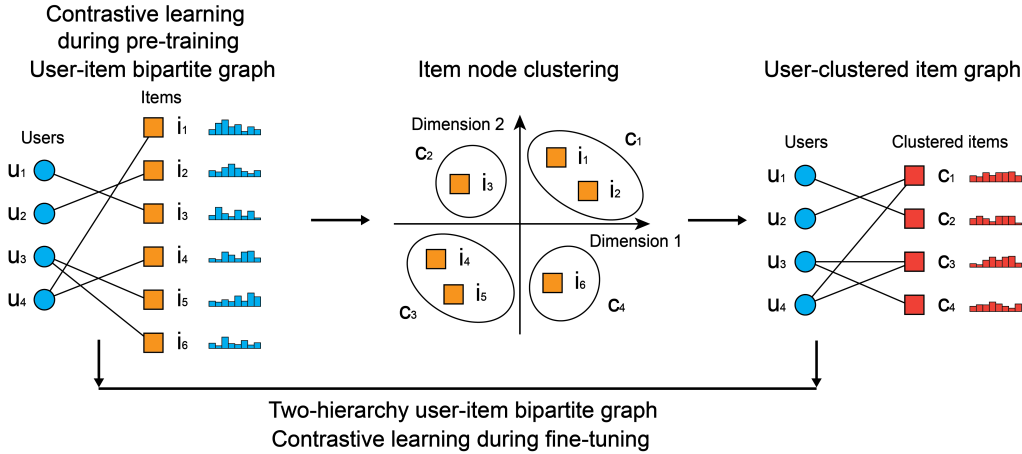 Contrastive learning
during pre-training
User-item bipartite graph
Items
Users
u1
u2
u3
u4
i1
i2
i3
i4
i5
i6
Item node clustering
Dimension 2
Dimension 1
c1
i1
i2
c2
i3
c3
i4
i5
c4
i6
User-clustered item graph
Users
Clustered items
u1
u2
u3
u4
c1
c2
c3
c4
Two-hierarchy user-item bipartite graph
Contrastive learning during fine-tuning